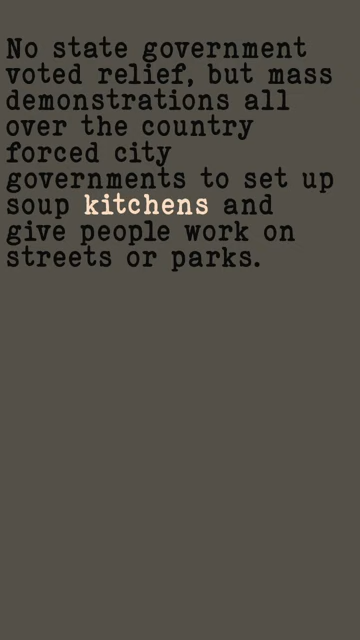 No state government
voted relief, but mass
demonstrations all
over the country
forced city
governments to set up
soup kitchens and
give people work on
streets or parks.